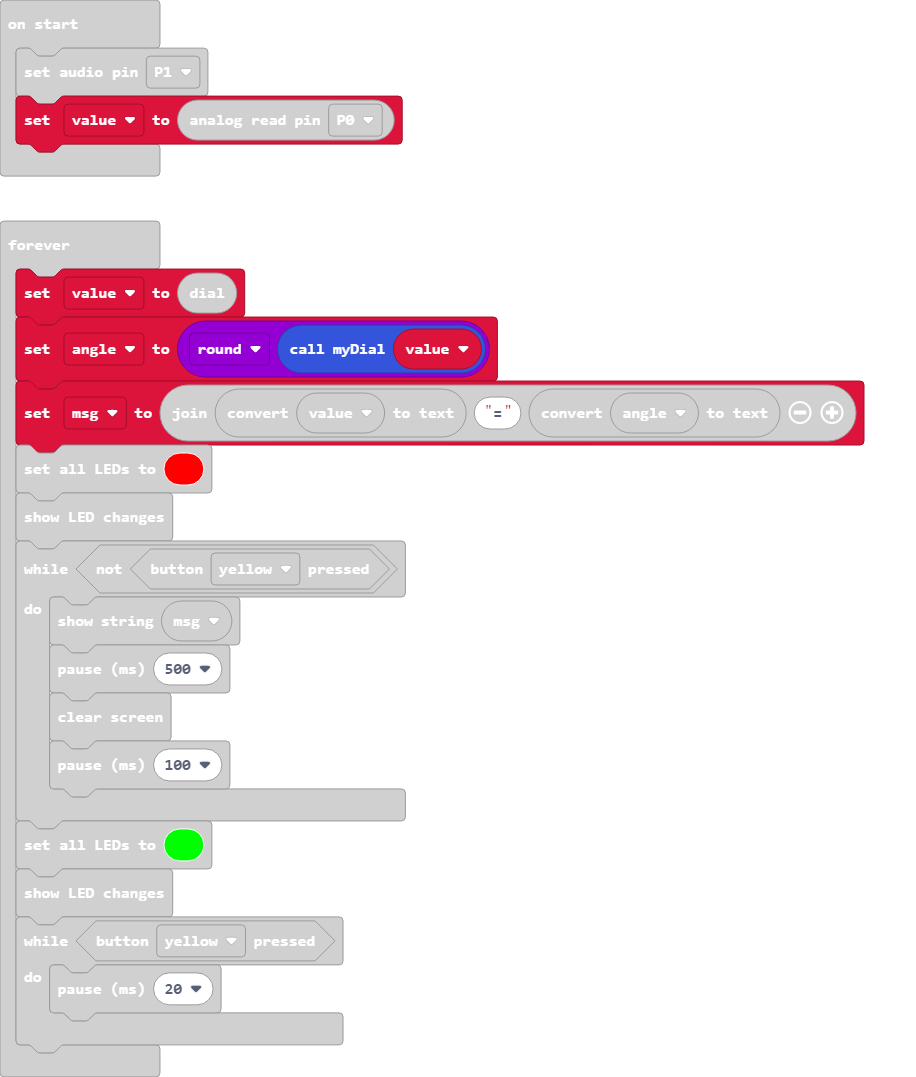 on start
set audio pin P1
set value to analog read pin P0
forever
set value to dial
set angle to round call myDial value
set msg to join convert value to text "=" convert angle to text
set all LEDs to
show LED changes
while not button yellow pressed
do
show string msg
pause (ms) 500
clear screen
pause (ms) 100
set all LEDs to
show LED changes
while button yellow pressed
do
pause (ms) 20